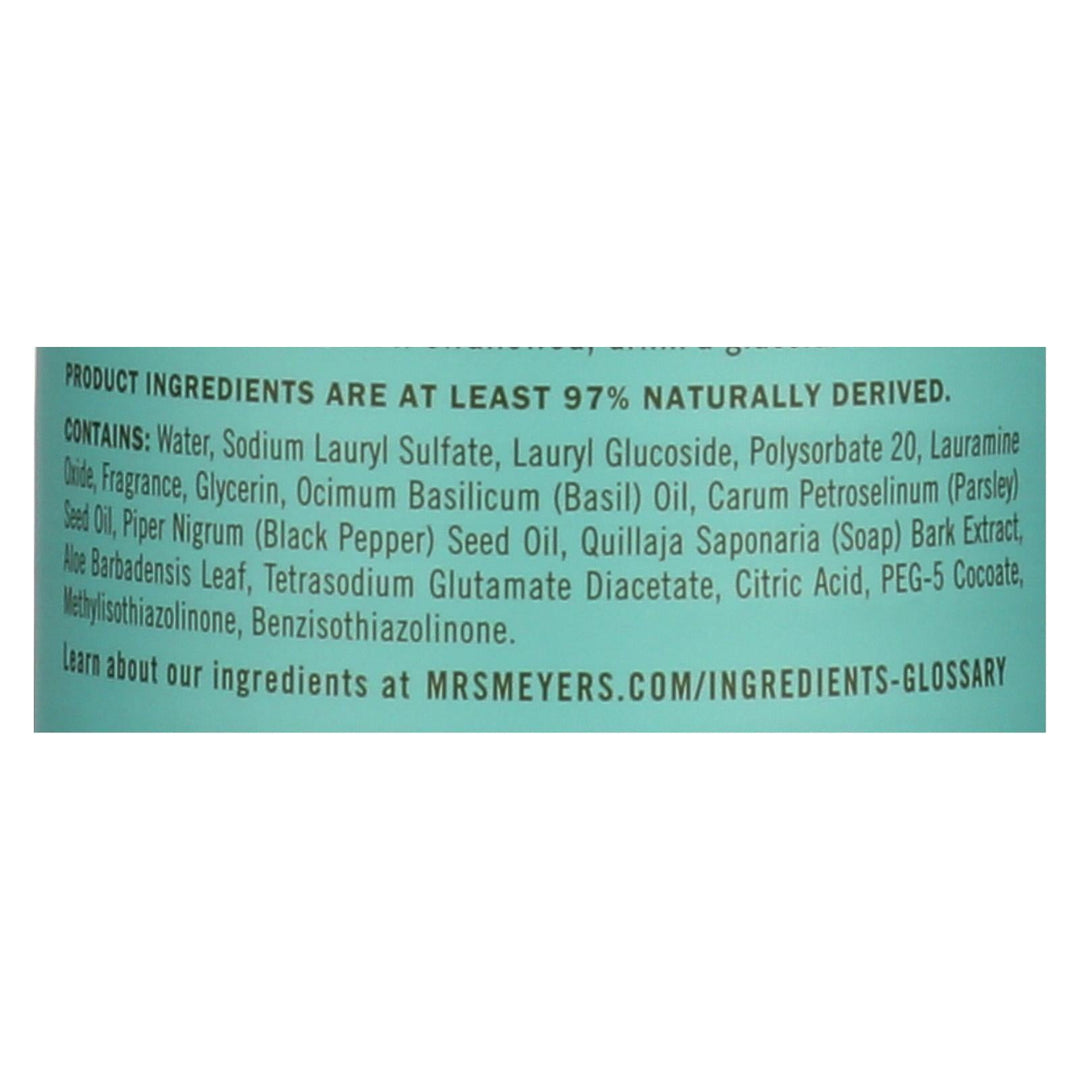 PRODUCT INGREDIENTS ARE AT LEAST 97% NATURALLY DERIVED.
CONTAINS: Water, Sodium Lauryl Sulfate, Lauryl Glucoside, Polysorbate 20, Lauramine
Oxide, Fragrance, Glycerin, Ocimum Basilicum (Basil) Oil, Carum Petroselinum (Parsley)
Seed Oil, Piper Nigrum (Black Pepper) Seed Oil, Quillaja Saponaria (Soap) Bark Extract,
Aloe Barbadensis Leaf, Tetrasodium Glutamate Diacetate, Citric Acid, PEG-5 Cocoate,
Methylisothiazolinone, Benzisothiazolinone.
Learn about our ingredients at MRSMEYERS.COM/INGREDIENTS-GLOSSARY